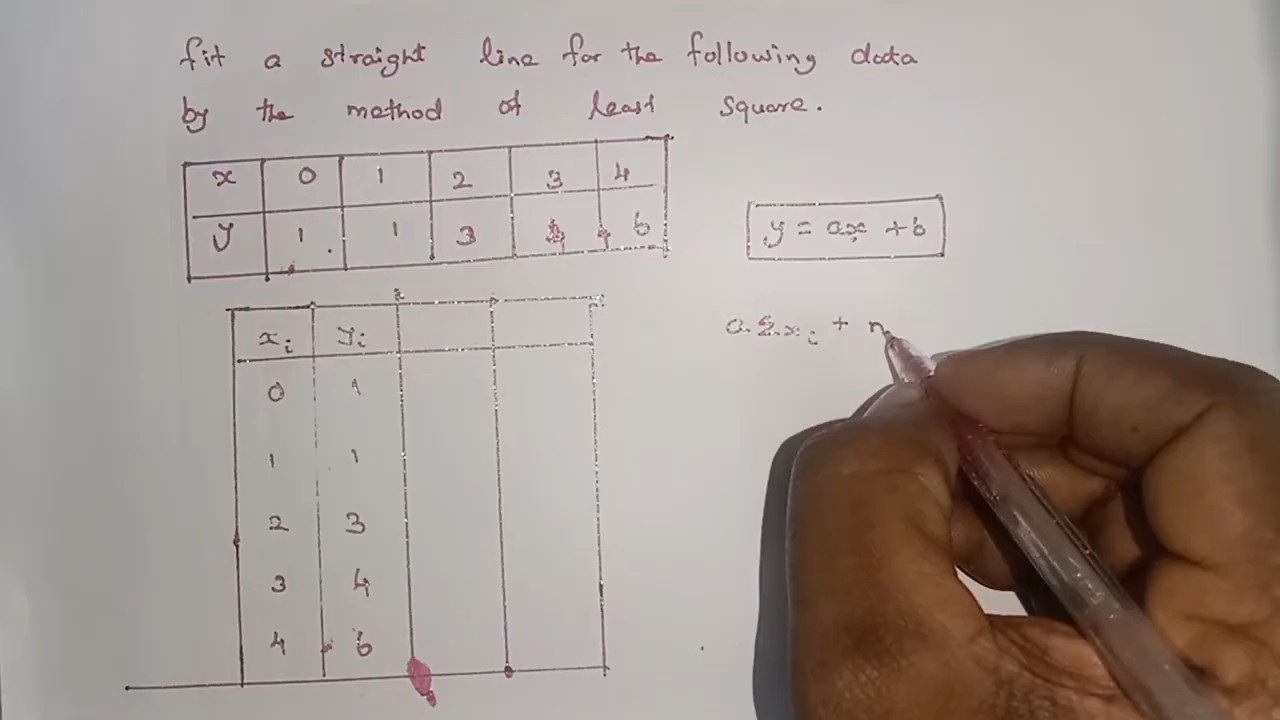 fit a straight line for the following data
by the method of least square.
x 0 1 2 3 4
y 1 1 3 4 6
y = ax + b
a Σxi + n
xi yi
0 1
1 1
2 3
3 4
4 6